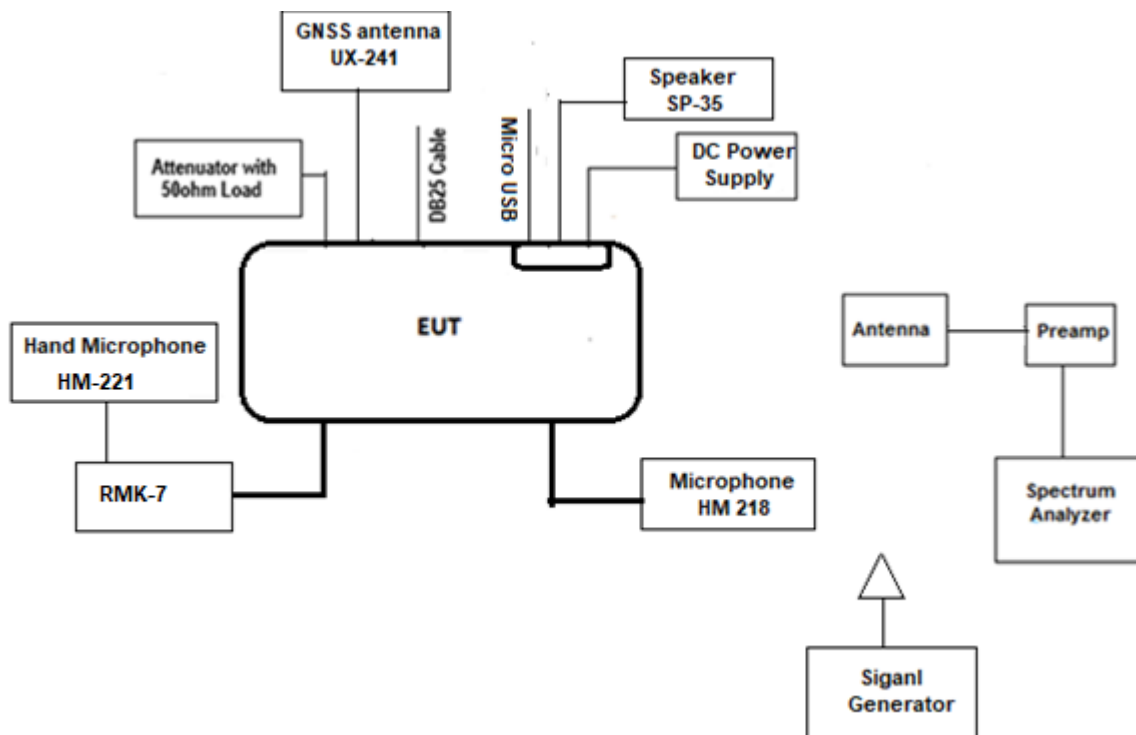 GNSS antenna
UX-241
Speaker
SP-35
Attenuator with
50ohm Load
DB25 Cable
Micro USB
DC Power
Supply
EUT
Antenna
Preamp
Hand Microphone
HM-221
RMK-7
Microphone
HM 218
Spectrum
Analyzer
Siganl
Generator